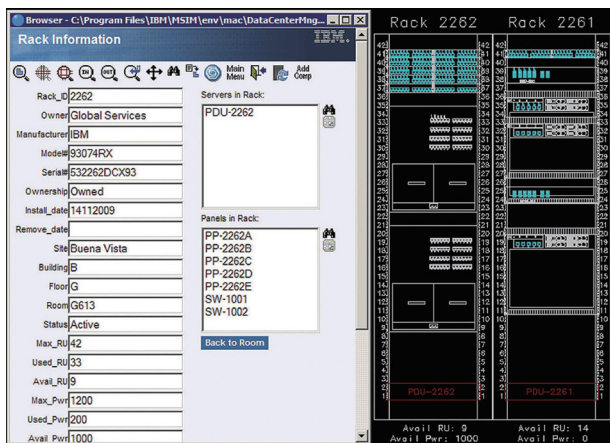 Browser - C:\Program Files\IBM\MSIM\env\mac\DataCenterMng...
Rack Information
IBM.
IN
OUT
Main Menu
Add Comp
Rack_ID 2262
Owner Global Services
Manufacturer IBM
Model# 93074RX
Serial# 532262DCX93
Ownership Owned
Install_date 14112009
Remove_date
Site Buena Vista
Building B
Floor G
Room G613
Status Active
Max_RU 42
Used_RU 33
Avail_RU 9
Max_Pwr 1200
Used_Pwr 200
Avail Pwr 1000
Servers in Rack:
PDU-2262
Panels in Rack:
PP-2262A
PP-2262B
PP-2262C
PP-2262D
PP-2262E
SW-1001
SW-1002
Back to Room
Rack 2262
PDU-2262
Avail RU: 9
Avail Pwr: 1000
Rack 2261
PDU-2261
Avail RU: 14
Avail Pwr: 0